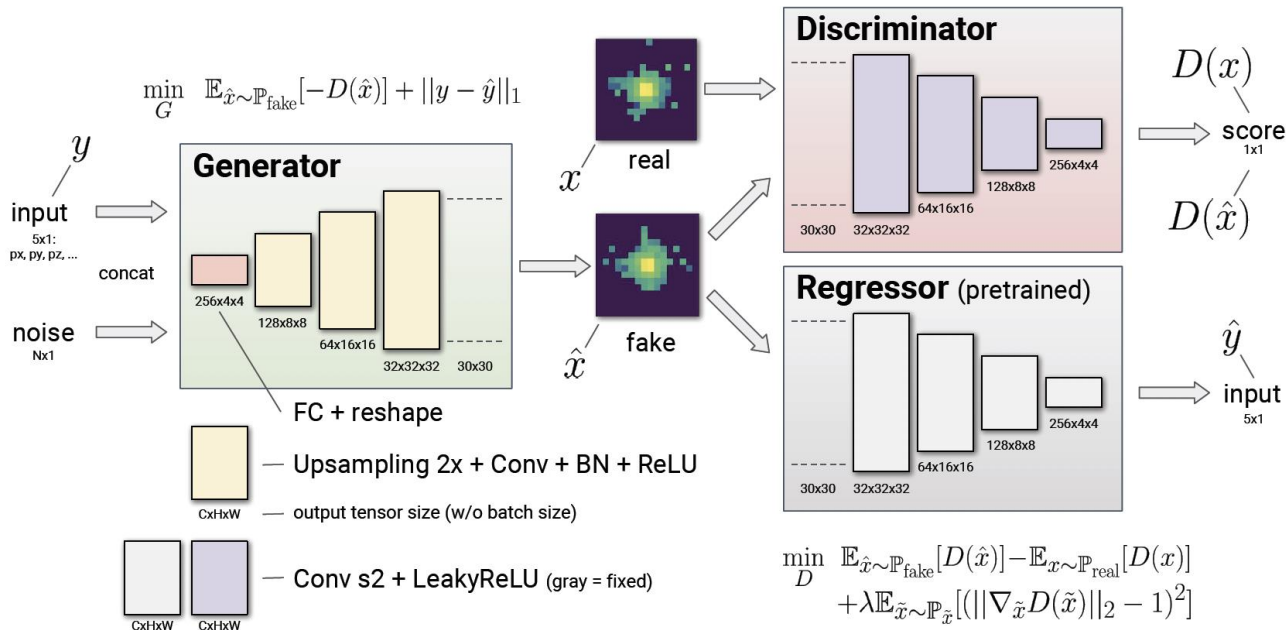 min_G 𝔼_{x̂∼ℙ_fake}[−D(x̂)] + ||y − ŷ||_1
y
input
5x1:
px, py, pz, ...
concat
noise
Nx1
Generator
256x4x4
128x8x8
64x16x16
32x32x32
30x30
FC + reshape
Upsampling 2x + Conv + BN + ReLU
CxHxW
output tensor size (w/o batch size)
Conv s2 + LeakyReLU (gray = fixed)
CxHxW
CxHxW
real
x
fake
x̂
Discriminator
30x30
32x32x32
64x16x16
128x8x8
256x4x4
D(x)
score
1x1
D(x̂)
Regressor (pretrained)
30x30
32x32x32
64x16x16
128x8x8
256x4x4
ŷ
input
5x1
min_D 𝔼_{x̂∼ℙ_fake}[D(x̂)]−𝔼_{x∼ℙ_real}[D(x)]
+λ𝔼_{x̃∼ℙ_x̃}[(||∇_x̃ D(x̃)||_2 − 1)^2]